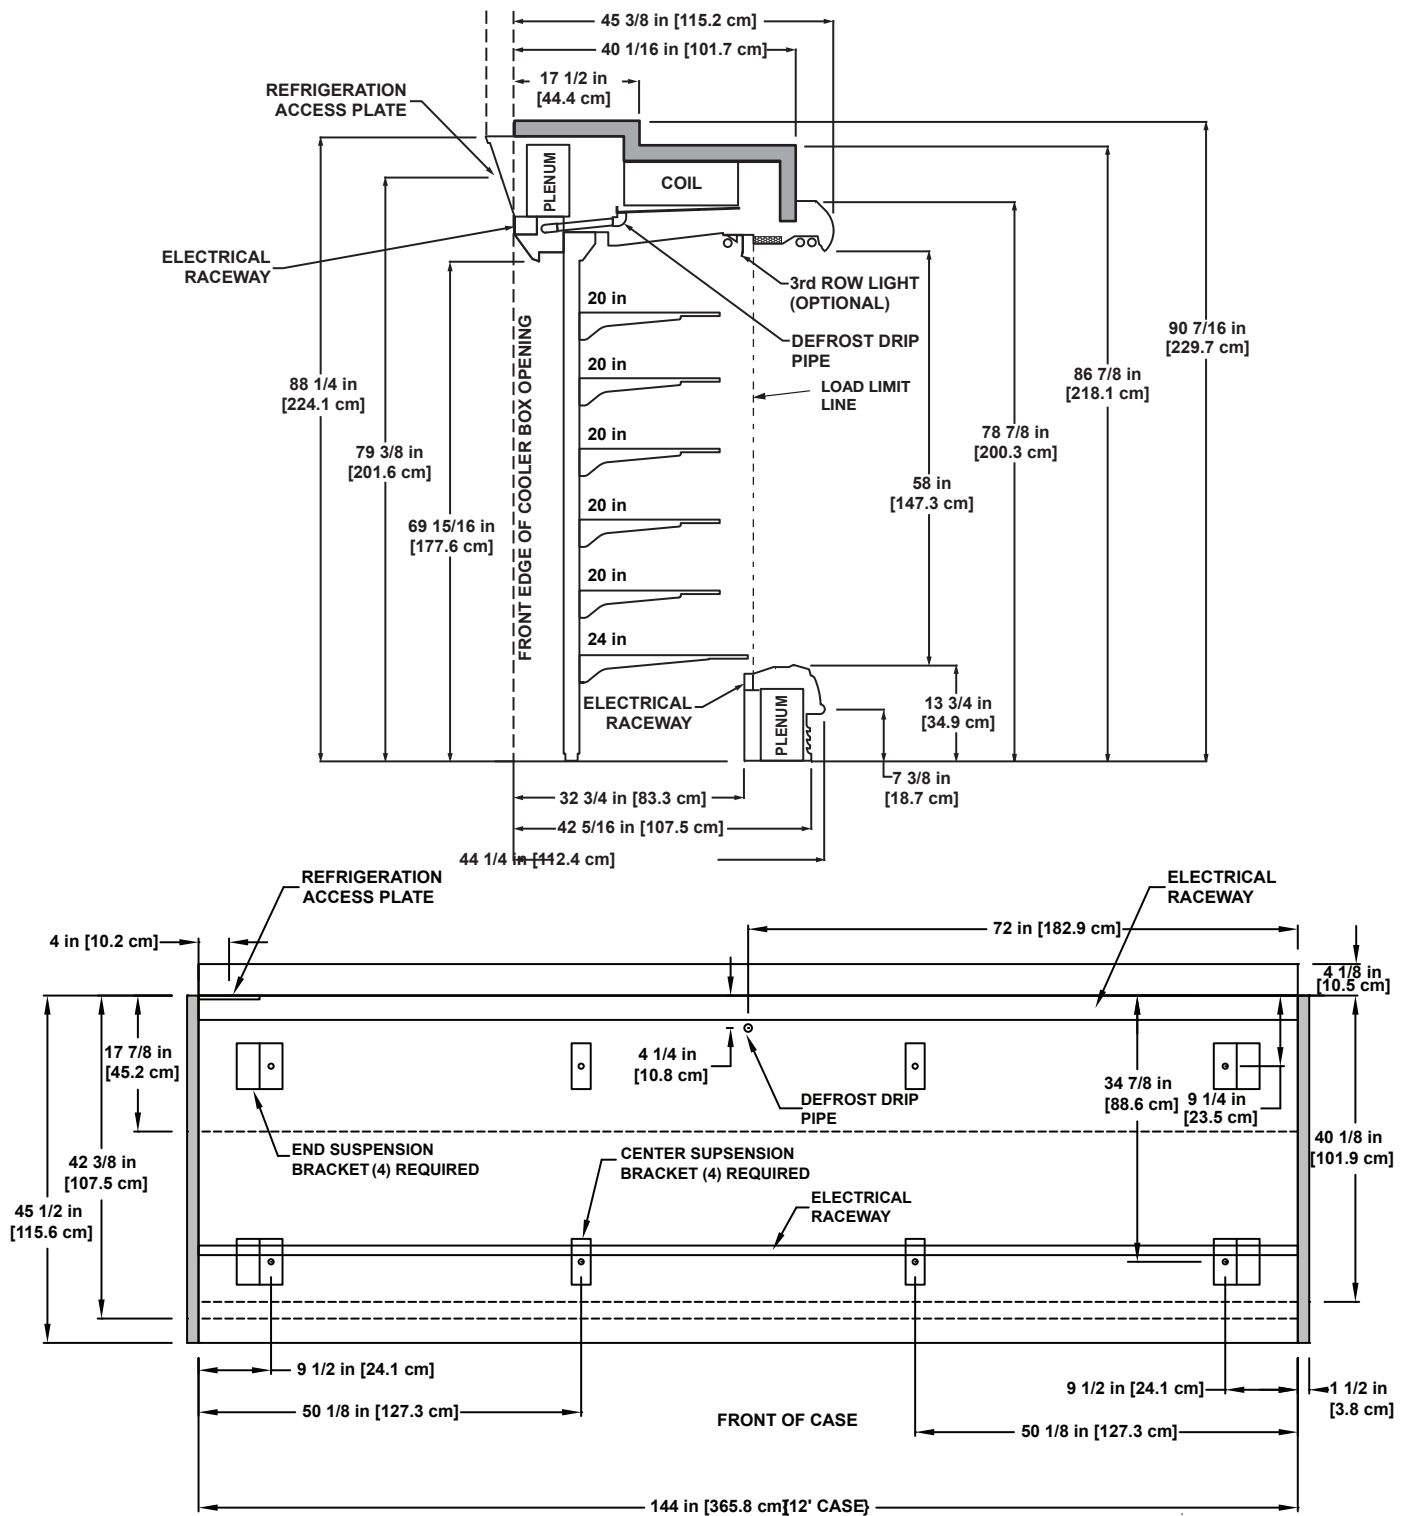 45 3/8 in [115.2 cm]
40 1/16 in [101.7 cm]
17 1/2 in
[44.4 cm]
REFRIGERATION
ACCESS PLATE
PLENUM
COIL
ELECTRICAL
RACEWAY
3rd ROW LIGHT
(OPTIONAL)
DEFROST DRIP
PIPE
LOAD LIMIT
LINE
20 in
20 in
20 in
20 in
20 in
24 in
FRONT EDGE OF COOLER BOX OPENING
88 1/4 in
[224.1 cm]
79 3/8 in
[201.6 cm]
69 15/16 in
[177.6 cm]
90 7/16 in
[229.7 cm]
86 7/8 in
[218.1 cm]
78 7/8 in
[200.3 cm]
58 in
[147.3 cm]
ELECTRICAL
RACEWAY
PLENUM
13 3/4 in
[34.9 cm]
7 3/8 in
[18.7 cm]
32 3/4 in [83.3 cm]
42 5/16 in [107.5 cm]
44 1/4 in [112.4 cm]
REFRIGERATION
ACCESS PLATE
ELECTRICAL
RACEWAY
4 in [10.2 cm]
72 in [182.9 cm]
4 1/8 in
[10.5 cm]
17 7/8 in
[45.2 cm]
4 1/4 in
[10.8 cm]
DEFROST DRIP
PIPE
34 7/8 in
[88.6 cm]
9 1/4 in
[23.5 cm]
40 1/8 in
[101.9 cm]
END SUSPENSION
BRACKET (4) REQUIRED
CENTER SUPSENSION
BRACKET (4) REQUIRED
42 3/8 in
[107.5 cm]
45 1/2 in
[115.6 cm]
ELECTRICAL
RACEWAY
9 1/2 in [24.1 cm]
9 1/2 in [24.1 cm]
1 1/2 in
[3.8 cm]
50 1/8 in [127.3 cm]
FRONT OF CASE
50 1/8 in [127.3 cm]
144 in [365.8 cm][12' CASE}